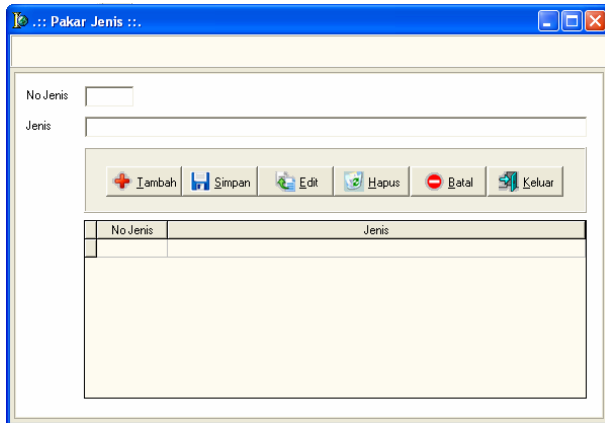 .:: Pakar Jenis ::.
No Jenis
Jenis
Tambah Simpan Edit Hapus Batal Keluar
No Jenis Jenis